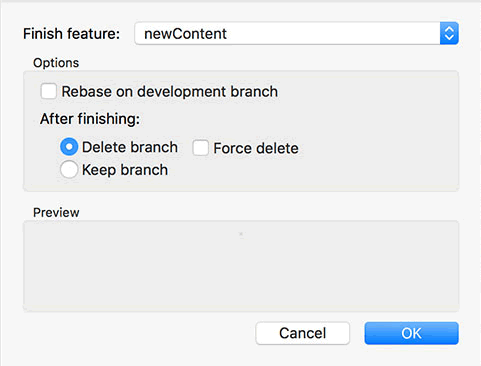 Finish feature: newContent
Options
Rebase on development branch
After finishing:
Delete branch Force delete
Keep branch
Preview
Cancel OK